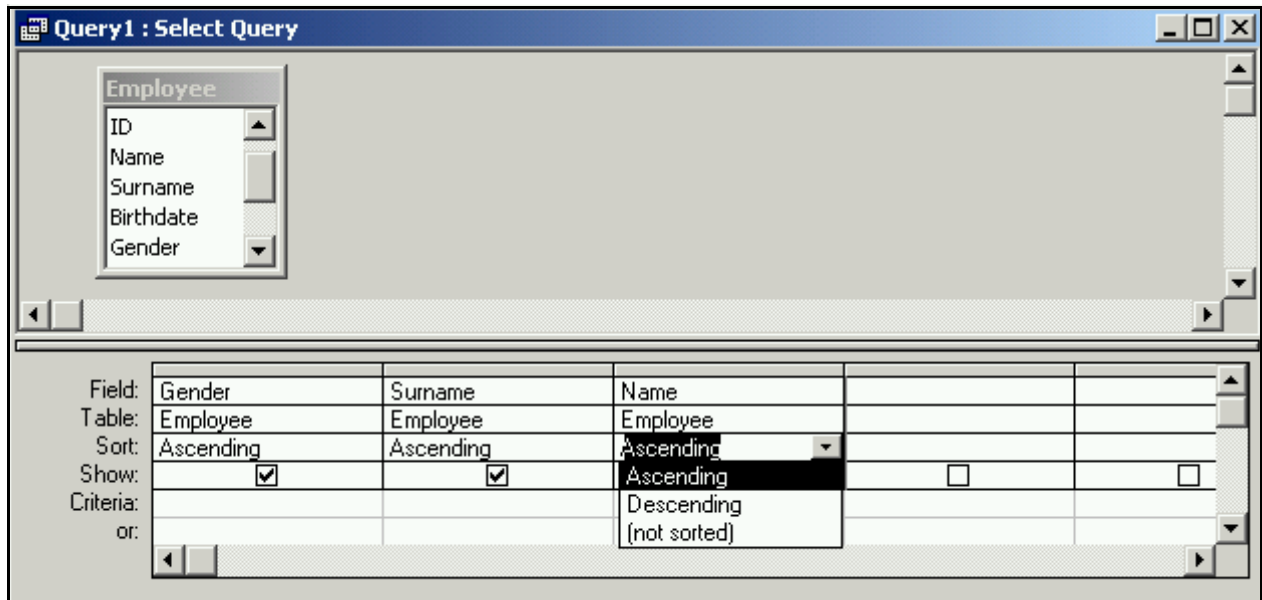 Query1 : Select Query
Employee
ID
Name
Surname
Birthdate
Gender
Field: Gender Surname Name
Table: Employee Employee Employee
Sort: Ascending Ascending Ascending
Show: Ascending
Criteria: Descending
or: (not sorted)